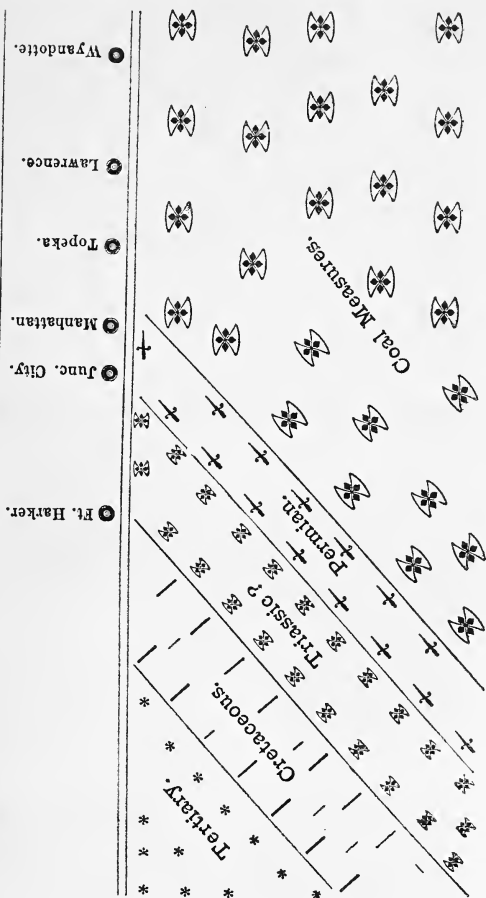 Wyandotte.
Lawrence.
Topeka.
Manhattan.
Junc. City.
Ft. Harker.
Coal Measures.
Permian.
Triassic ?
Cretaceous.
Tertiary.